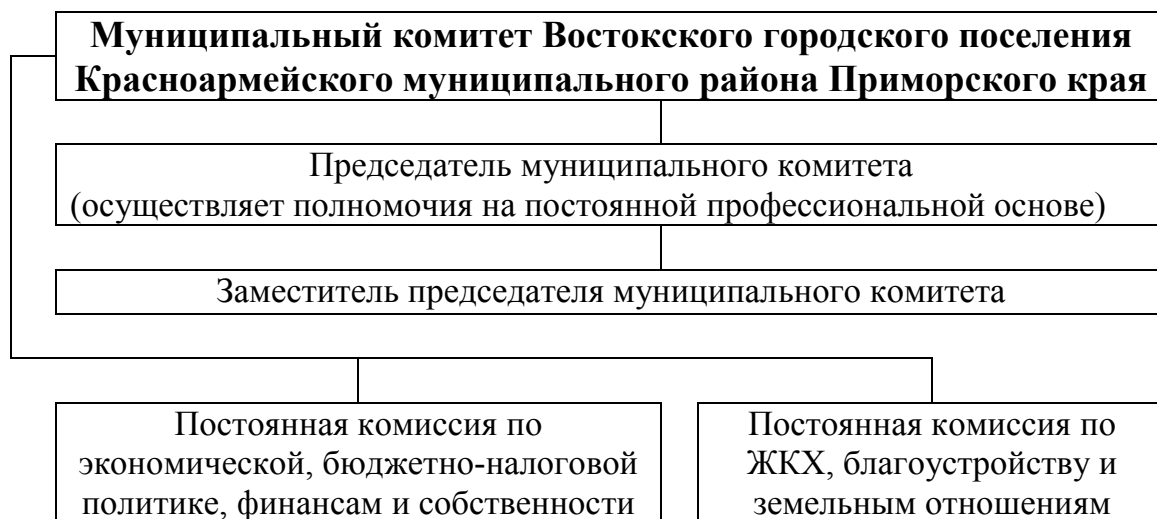 Муниципальный комитет Востокского городского поселения
Красноармейского муниципального района Приморского края
Председатель муниципального комитета
(осуществляет полномочия на постоянной профессиональной основе)
Заместитель председателя муниципального комитета
Постоянная комиссия по
экономической, бюджетно-налоговой
политике, финансам и собственности
Постоянная комиссия по
ЖКХ, благоустройству и
земельным отношениям